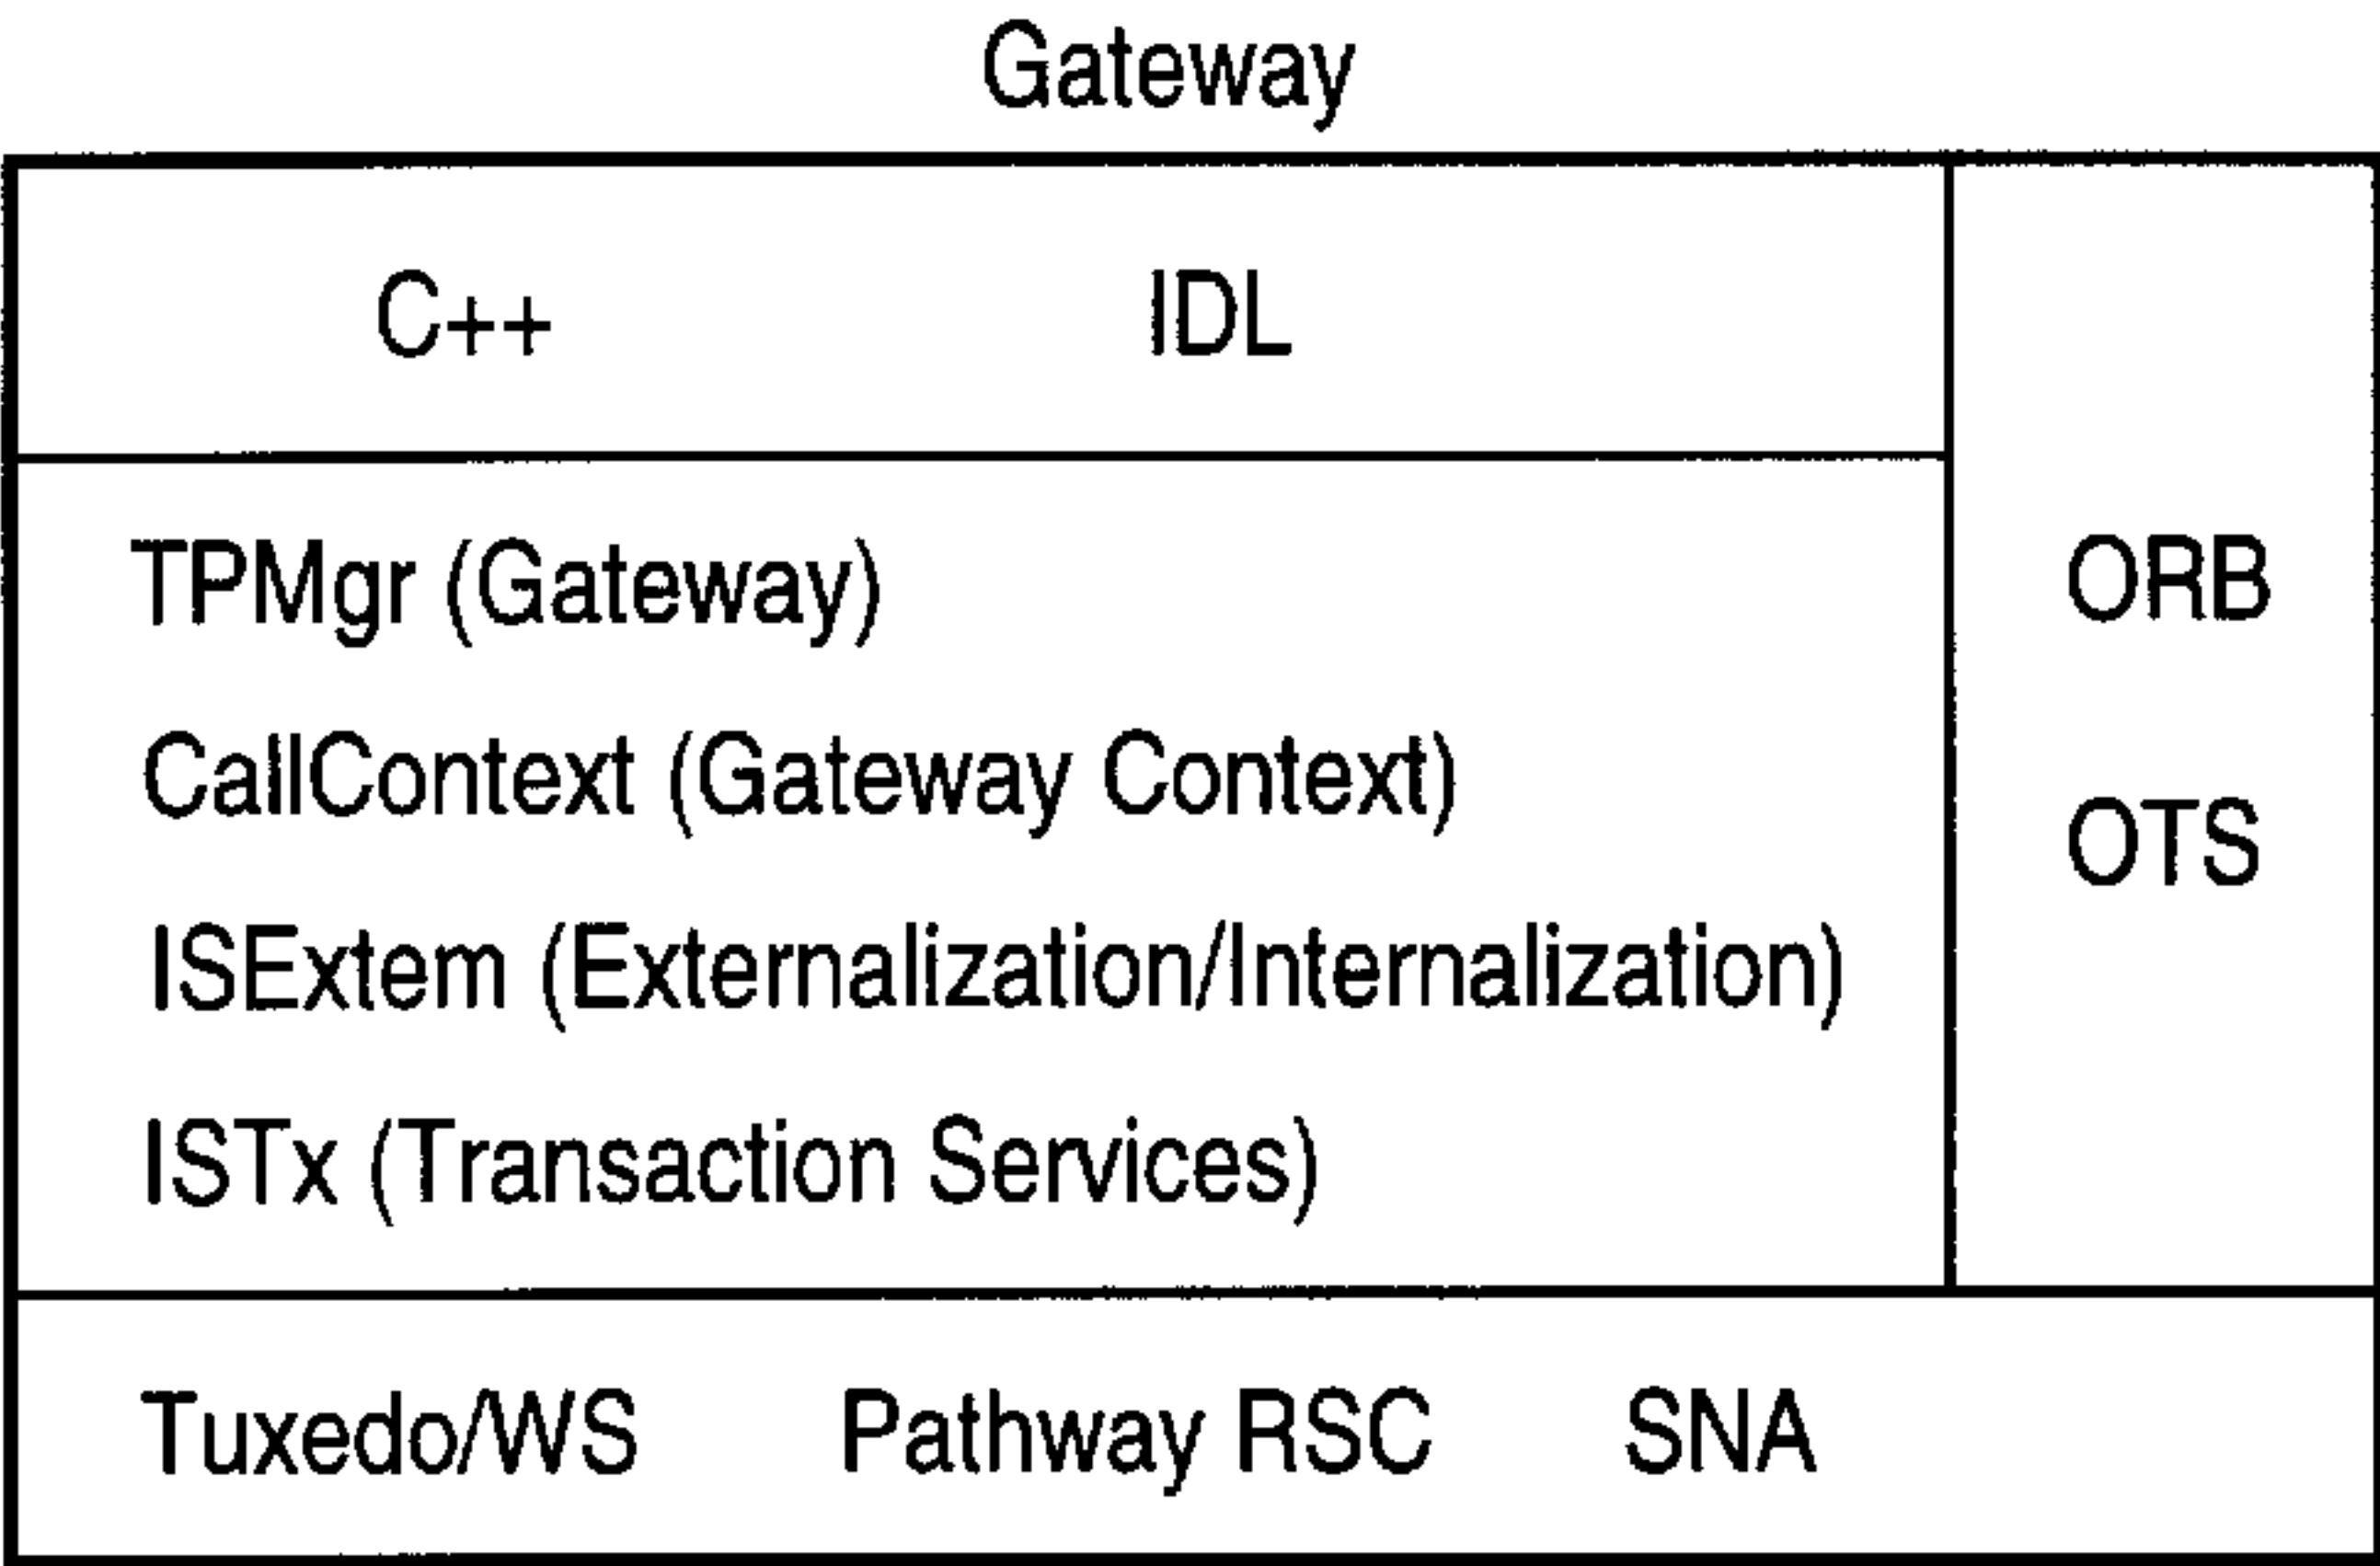 Gateway
C++ IDL
TPMgr (Gateway)
CallContext (Gateway Context)
ISExtem (Externalization/Internalization)
ISTx (Transaction Services)
ORB
OTS
Tuxedo/WS Pathway RSC SNA